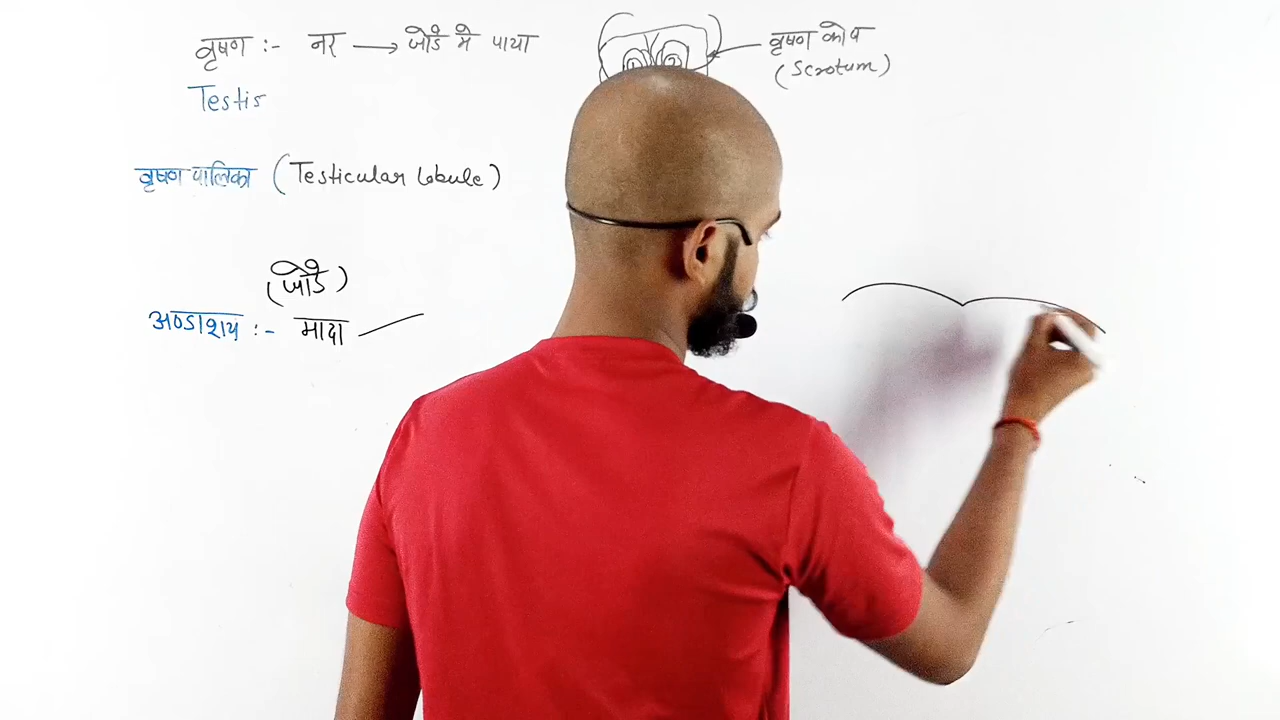 वृषण :- नर → जोडे मे पाया
वृषण कोष
(Scrotum)
Testis
वृषण पालिका (Testicular Lobule)
(जोडे)
अण्डाशय :- मादा